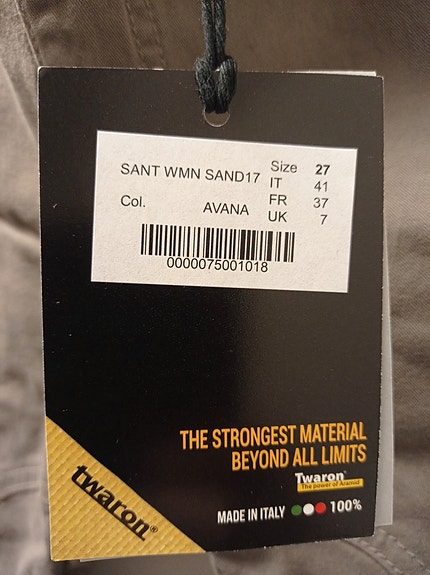 SANT WMN SAND17
Col. AVANA
Size 27
IT 41
FR 37
UK 7
0000075001018
THE STRONGEST MATERIAL
BEYOND ALL LIMITS
Twaron
The power of Aramid
MADE IN ITALY 100%
twaron®